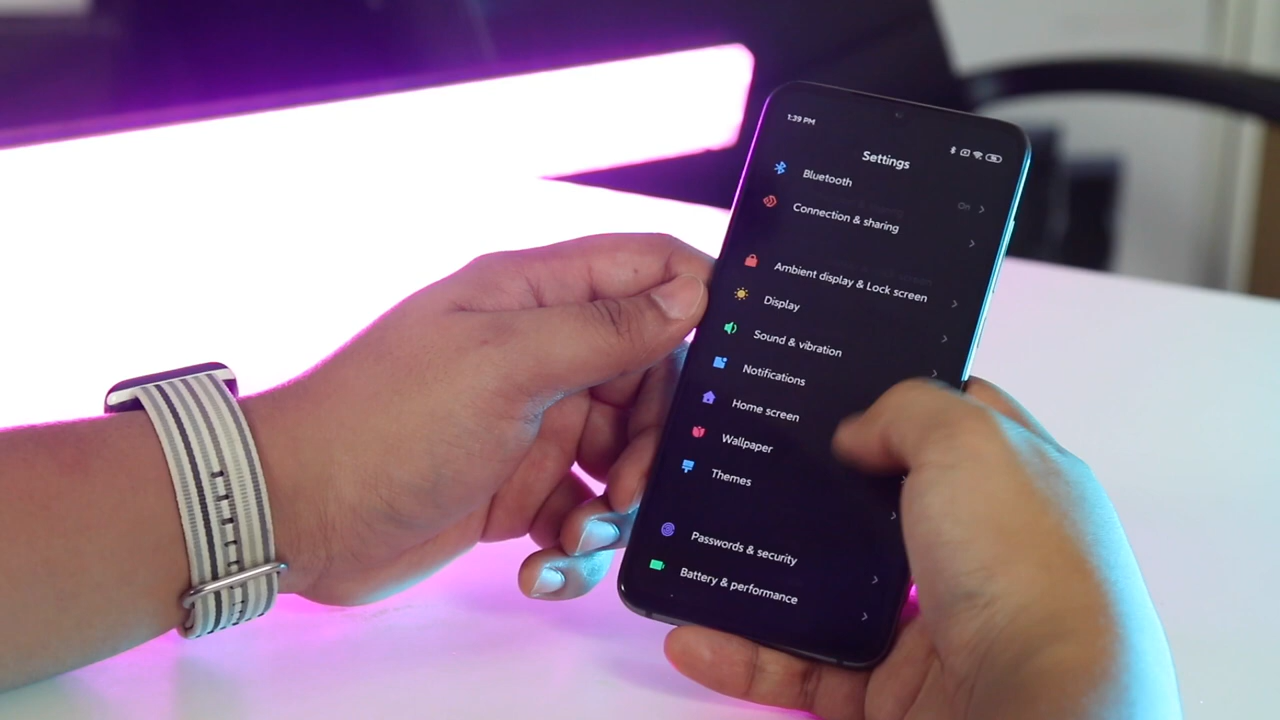 1:39 PM
Settings
Bluetooth
On
Connection & sharing
Ambient display & Lock screen
Display
Sound & vibration
Notifications
Home screen
Wallpaper
Themes
Passwords & security
Battery & performance